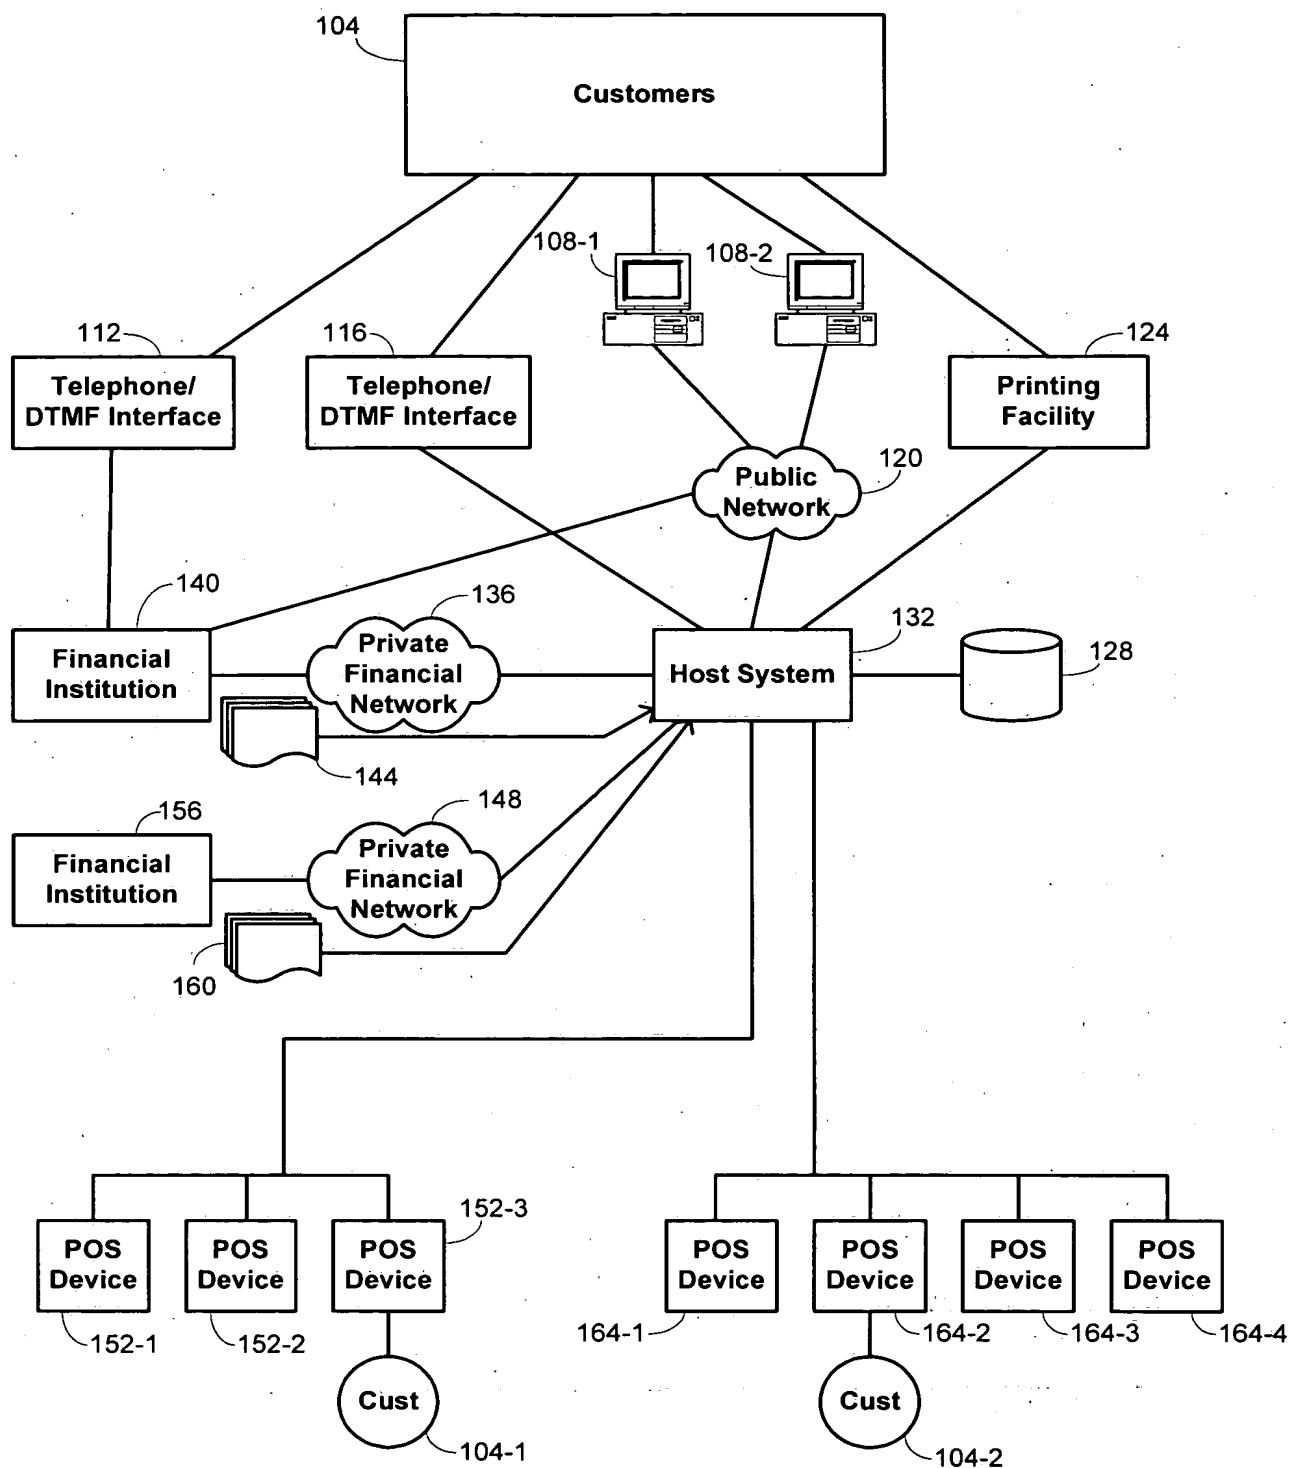 104
Customers
108-1
108-2
112
116
124
Telephone/
DTMF Interface
Telephone/
DTMF Interface
Printing
Facility
Public
Network
120
140
136
132
Financial
Institution
Private
Financial
Network
Host System
128
144
156
148
Financial
Institution
Private
Financial
Network
160
152-3
POS
Device
POS
Device
POS
Device
POS
Device
POS
Device
POS
Device
POS
Device
152-1
152-2
164-1
164-2
164-3
164-4
Cust
Cust
104-1
104-2